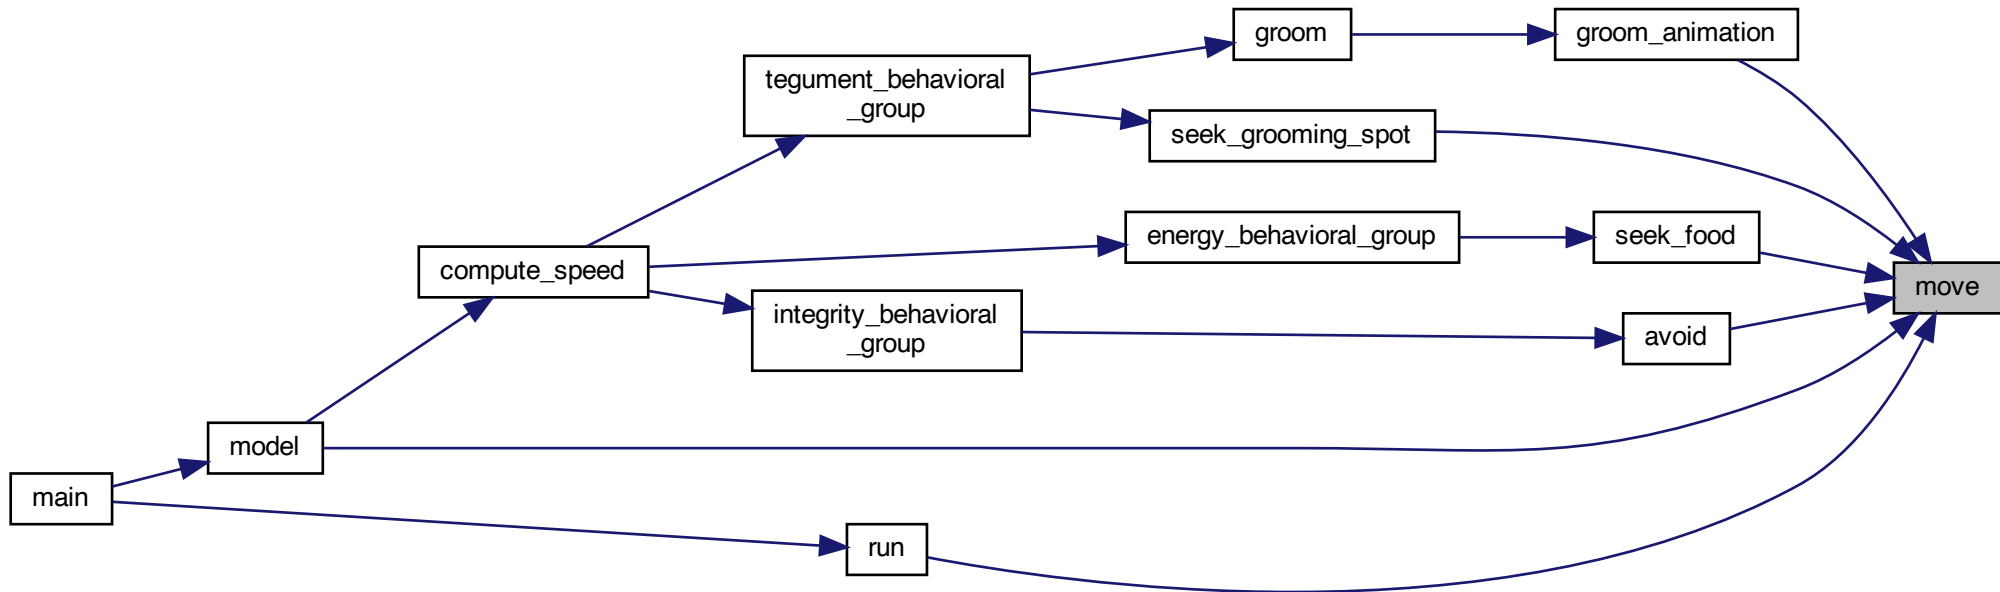 groom
groom_animation
tegument_behavioral
_group
seek_grooming_spot
energy_behavioral_group
seek_food
compute_speed
move
integrity_behavioral
_group
avoid
model
main
run